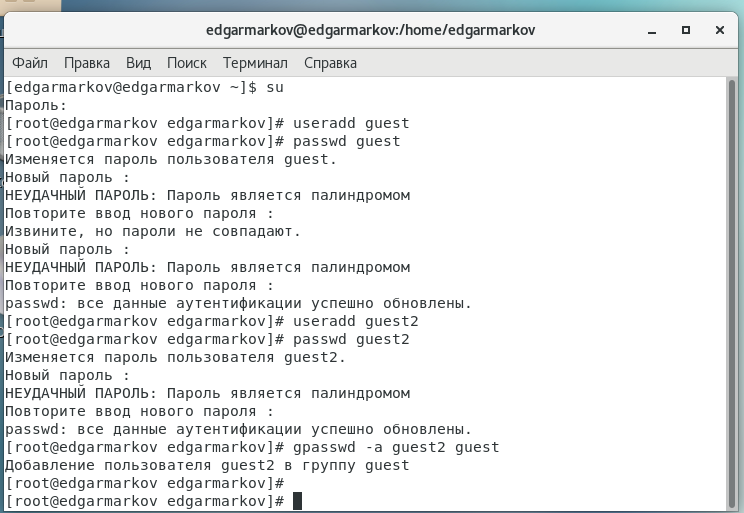 edgarmarkov@edgarmarkov:/home/edgarmarkov
Файл Правка Вид Поиск Терминал Справка
[edgarmarkov@edgarmarkov ~]$ su
Пароль:
[root@edgarmarkov edgarmarkov]# useradd guest
[root@edgarmarkov edgarmarkov]# passwd guest
Изменяется пароль пользователя guest.
Новый пароль :
НЕУДАЧНЫЙ ПАРОЛЬ: Пароль является палиндромом
Повторите ввод нового пароля :
Извините, но пароли не совпадают.
Новый пароль :
НЕУДАЧНЫЙ ПАРОЛЬ: Пароль является палиндромом
Повторите ввод нового пароля :
passwd: все данные аутентификации успешно обновлены.
[root@edgarmarkov edgarmarkov]# useradd guest2
[root@edgarmarkov edgarmarkov]# passwd guest2
Изменяется пароль пользователя guest2.
Новый пароль :
НЕУДАЧНЫЙ ПАРОЛЬ: Пароль является палиндромом
Повторите ввод нового пароля :
passwd: все данные аутентификации успешно обновлены.
[root@edgarmarkov edgarmarkov]# gpasswd -a guest2 guest
Добавление пользователя guest2 в группу guest
[root@edgarmarkov edgarmarkov]#
[root@edgarmarkov edgarmarkov]#